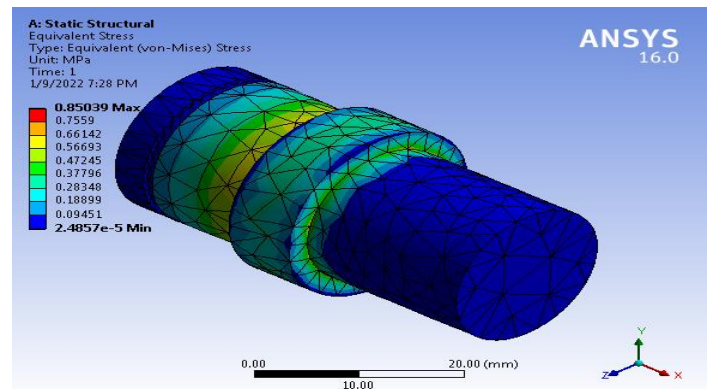 A: Static Structural
Equivalent Stress
Type: Equivalent (von-Mises) Stress
Unit: MPa
Time: 1
1/9/2022 7:28 PM
ANSYS
16.0
0.85039 Max
0.7559
0.66142
0.56693
0.47245
0.37796
0.28348
0.18899
0.09451
2.4857e-5 Min
0.00
20.00 (mm)
10.00
Y
Z
X